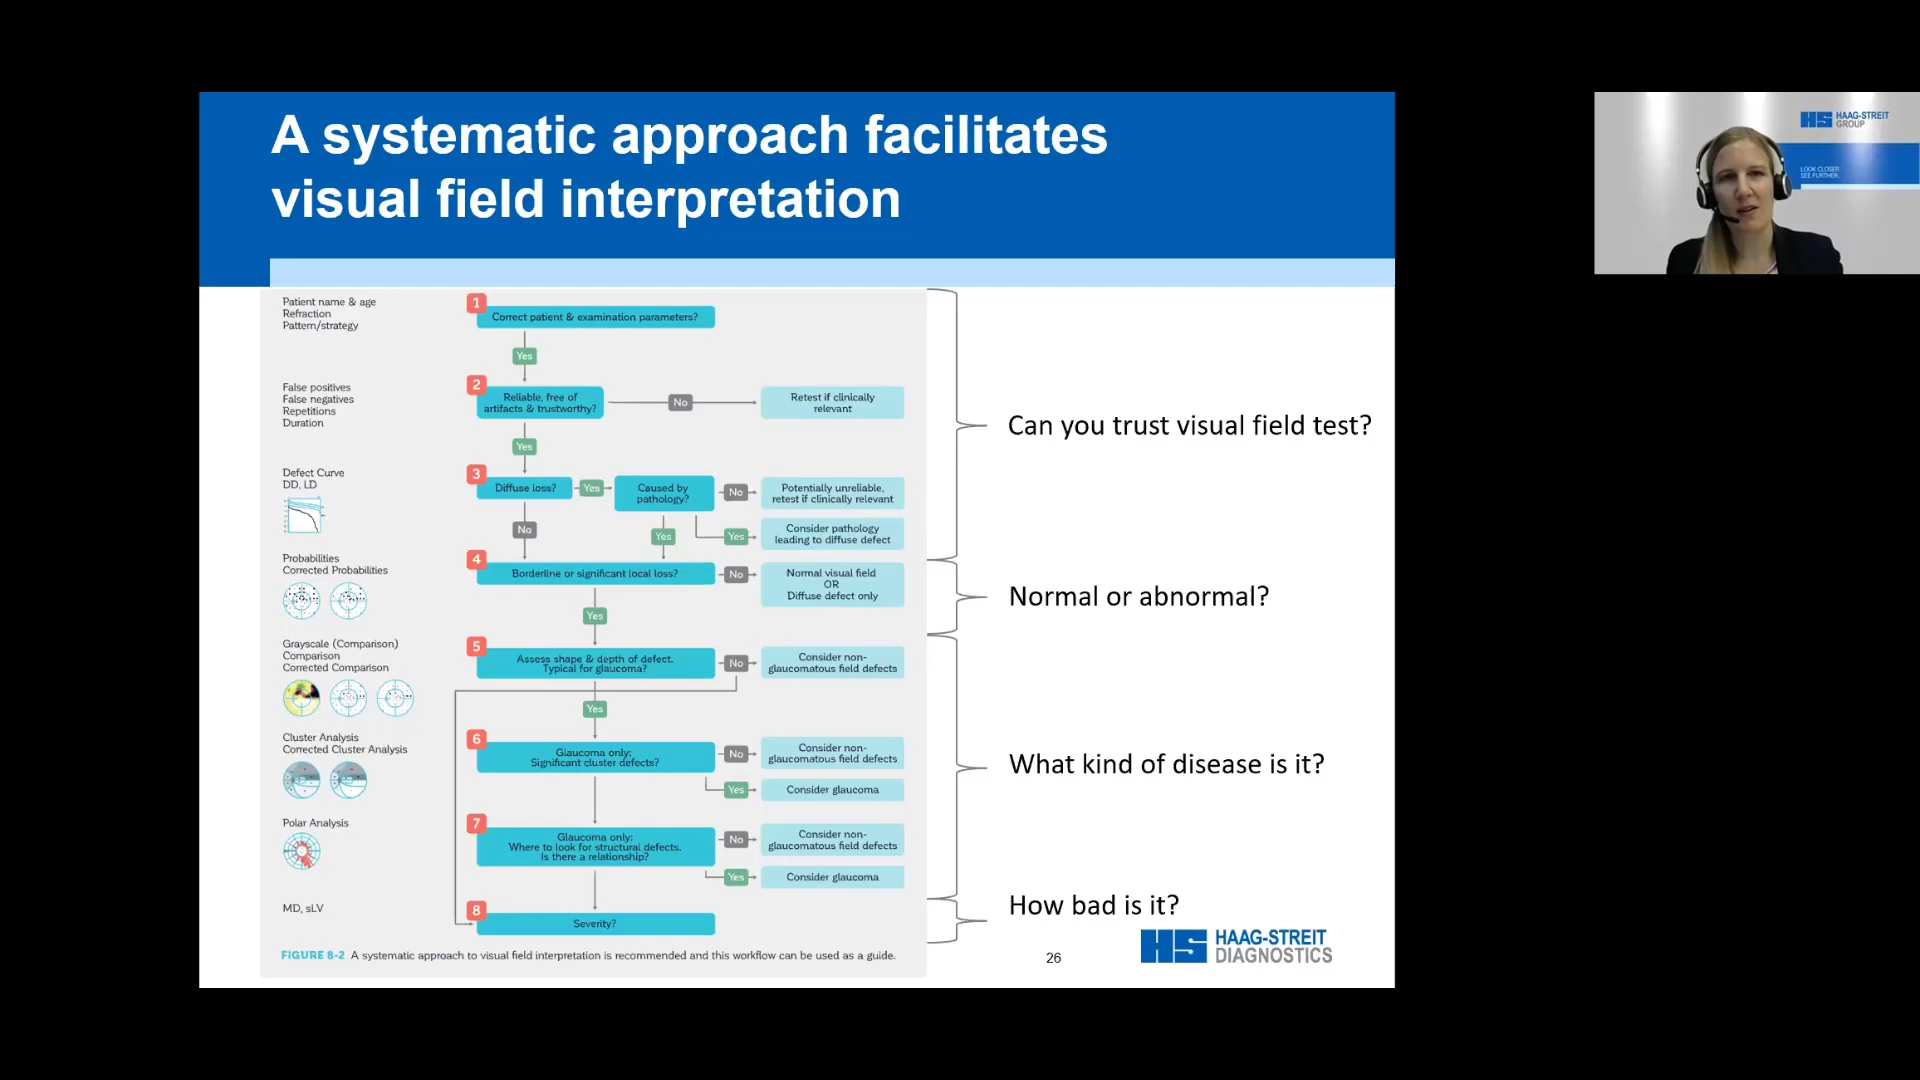 A systematic approach facilitates
visual field interpretation
HAAG-STREIT
GROUP
LOOK CLOSER.
SEE FURTHER.
Patient name & age
Refraction
Pattern/strategy
1
Correct patient & examination parameters?
Yes
False positives
False negatives
Repetitions
Duration
2
Reliable, free of
artifacts & trustworthy?
No
Retest if clinically
relevant
Yes
Can you trust visual field test?
Defect Curve
DD, LD
3
Diffuse loss?
Yes
Caused by
pathology?
No
Potentially unreliable,
retest if clinically relevant
No
Yes
Yes
Consider pathology
leading to diffuse defect
Probabilities
Corrected Probabilities
4
Borderline or significant local loss?
No
Normal visual field
OR
Diffuse defect only
Yes
Normal or abnormal?
Grayscale (Comparison)
Comparison
Corrected Comparison
5
Assess shape & depth of defect.
Typical for glaucoma?
No
Consider non-
glaucomatous field defects
Yes
Cluster Analysis
Corrected Cluster Analysis
6
Glaucoma only:
Significant cluster defects?
No
Consider non-
glaucomatous field defects
Yes
Consider glaucoma
What kind of disease is it?
Polar Analysis
7
Glaucoma only:
Where to look for structural defects.
Is there a relationship?
No
Consider non-
glaucomatous field defects
Yes
Consider glaucoma
MD, sLV
8
Severity?
How bad is it?
FIGURE 8-2 A systematic approach to visual field interpretation is recommended and this workflow can be used as a guide.
26
HAAG-STREIT
DIAGNOSTICS